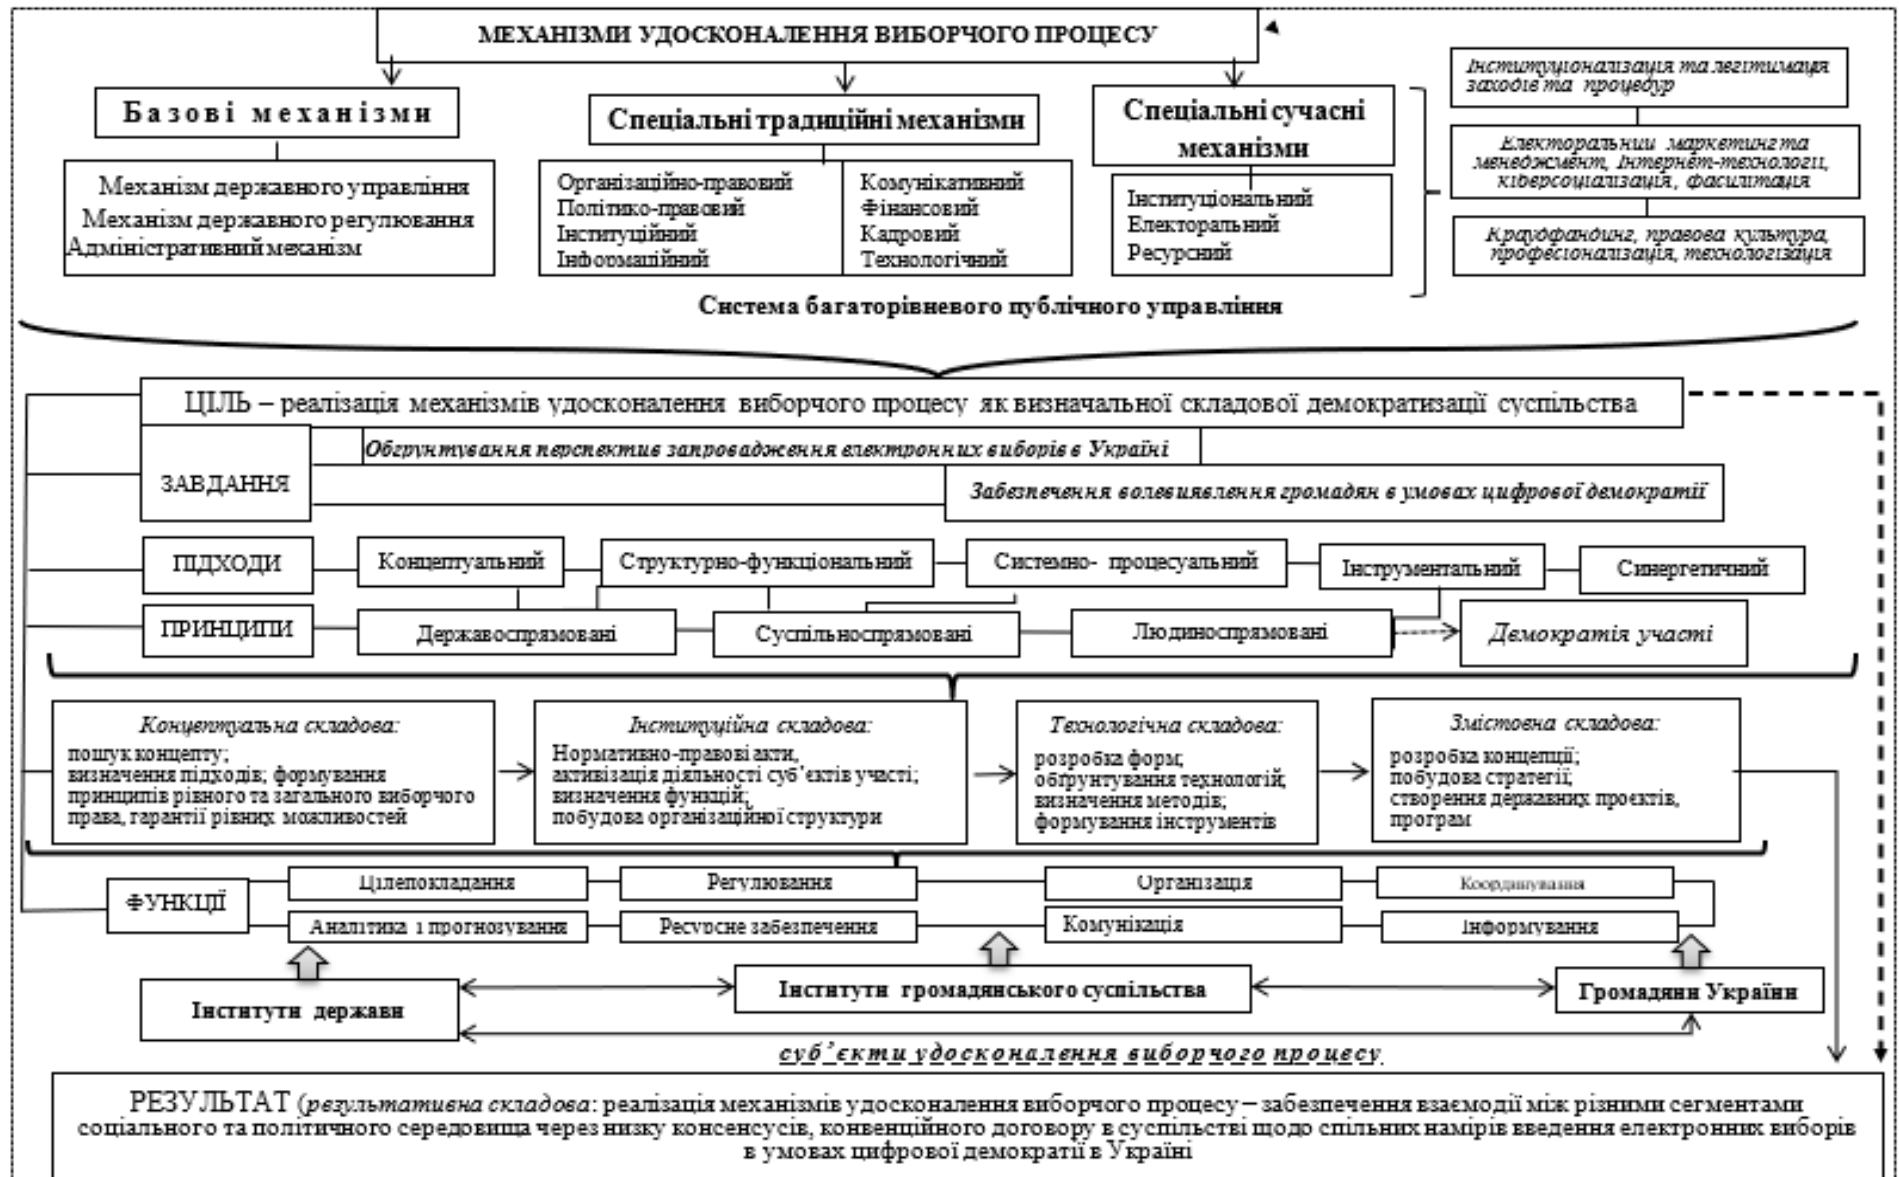 МЕХАНІЗМИ УДОСКОНАЛЕННЯ ВИБОРЧОГО ПРОЦЕСУ
Базові механізми
Механізм державного управління
Механізм державного регулювання
Адміністративний механізм
Спеціальні традиційні механізми
Організаційно-правовий
Політико-правовий
Інституційний
Інформаційний
Комунікативний
Фінансовий
Кадровий
Технологічний
Спеціальні сучасні
механізми
Інституціональний
Електоральний
Ресурсний
Інституціоналізація та легітимація
заходів та процедур
Електоральний маркетинг та
менеджмент, Інтернет-технології,
кіберсоціалізація, фасилітація
Краудфандинг, правова культура,
професіоналізація, технологізація
Система багаторівневого публічного управління
ЦІЛЬ – реалізація механізмів удосконалення виборчого процесу як визначальної складової демократизації суспільства
ЗАВДАННЯ
Обґрунтування перспектив запровадження електронних виборів в Україні
Забезпечення волевиявлення громадян в умовах цифрової демократії
ПІДХОДИ
Концептуальний
Структурно-функціональний
Системно- процесуальний
Інструментальний
Синергетичний
ПРИНЦИПИ
Державоспрямовані
Суспільноспрямовані
Людиноспрямовані
Демократія участі
Концептуальна складова:
пошук концепту;
визначення підходів; формування
принципів рівного та загального виборчого
права, гарантії рівних можливостей
Інституційна складова:
Нормативно-правові акти,
активізація діяльності суб’єктів участі;
визначення функцій;
побудова організаційної структури
Технологічна складова:
розробка форм;
обґрунтування технологій,
визначення методів;
формування інструментів
Змістовна складова:
розробка концепції;
побудова стратегії;
створення державних проєктів,
програм
ФУНКЦІЇ
Цілепокладання
Регулювання
Організація
Координування
Аналітика і прогнозування
Ресурсне забезпечення
Комунікація
Інформування
Інститути держави
Інститути громадянського суспільства
Громадяни України
суб’єкти удосконалення виборчого процесу
РЕЗУЛЬТАТ (результативна складова: реалізація механізмів удосконалення виборчого процесу – забезпечення взаємодії між різними сегментами
соціального та політичного середовища через низку консенсусів, конвенційного договору в суспільстві щодо спільних намірів введення електронних виборів
в умовах цифрової демократії в Україні